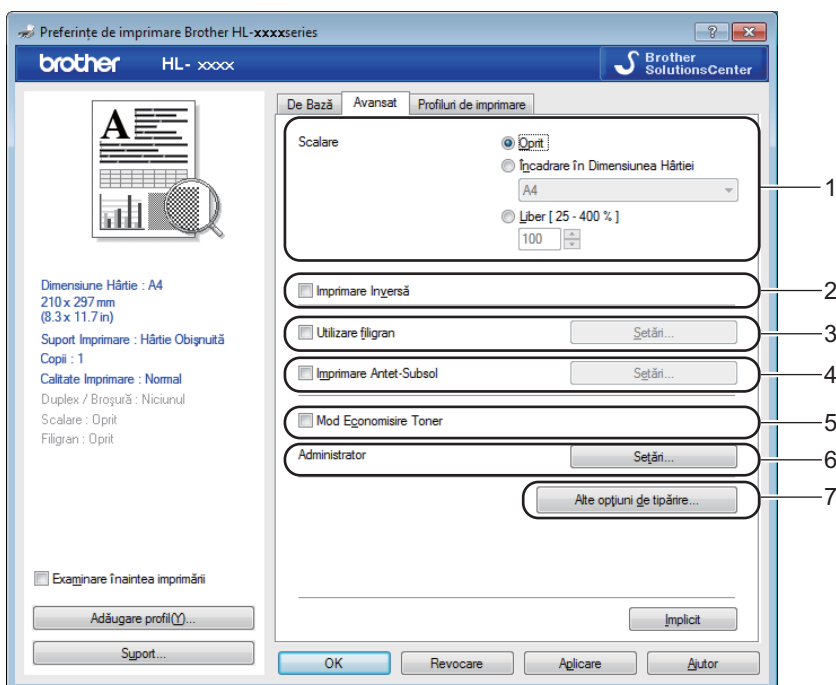 Preferințe de imprimare Brother HL-xxxxseries
brother HL- xxxx
Brother
SolutionsCenter
De Bază Avansat Profiluri de imprimare
Scalare
Oprit
Încadrare în Dimensiunea Hârtiei
A4
Liber [ 25 - 400 % ]
100
1
Imprimare Inversă
2
Utilizare filigran Setări...
3
Imprimare Antet-Subsol Setări...
4
Mod Economisire Toner
5
Administrator Setări...
6
Alte opțiuni de tipărire...
7
A
Dimensiune Hârtie : A4
210 x 297 mm
(8.3 x 11.7 in)
Suport Imprimare : Hârtie Obișnuită
Copii : 1
Calitate Imprimare : Normal
Duplex / Broșură : Niciunul
Scalare : Oprit
Filigran : Oprit
Examinare înaintea imprimării
Adăugare profil(Y)...
Suport...
Implicit
OK Revocare Aplicare Ajutor